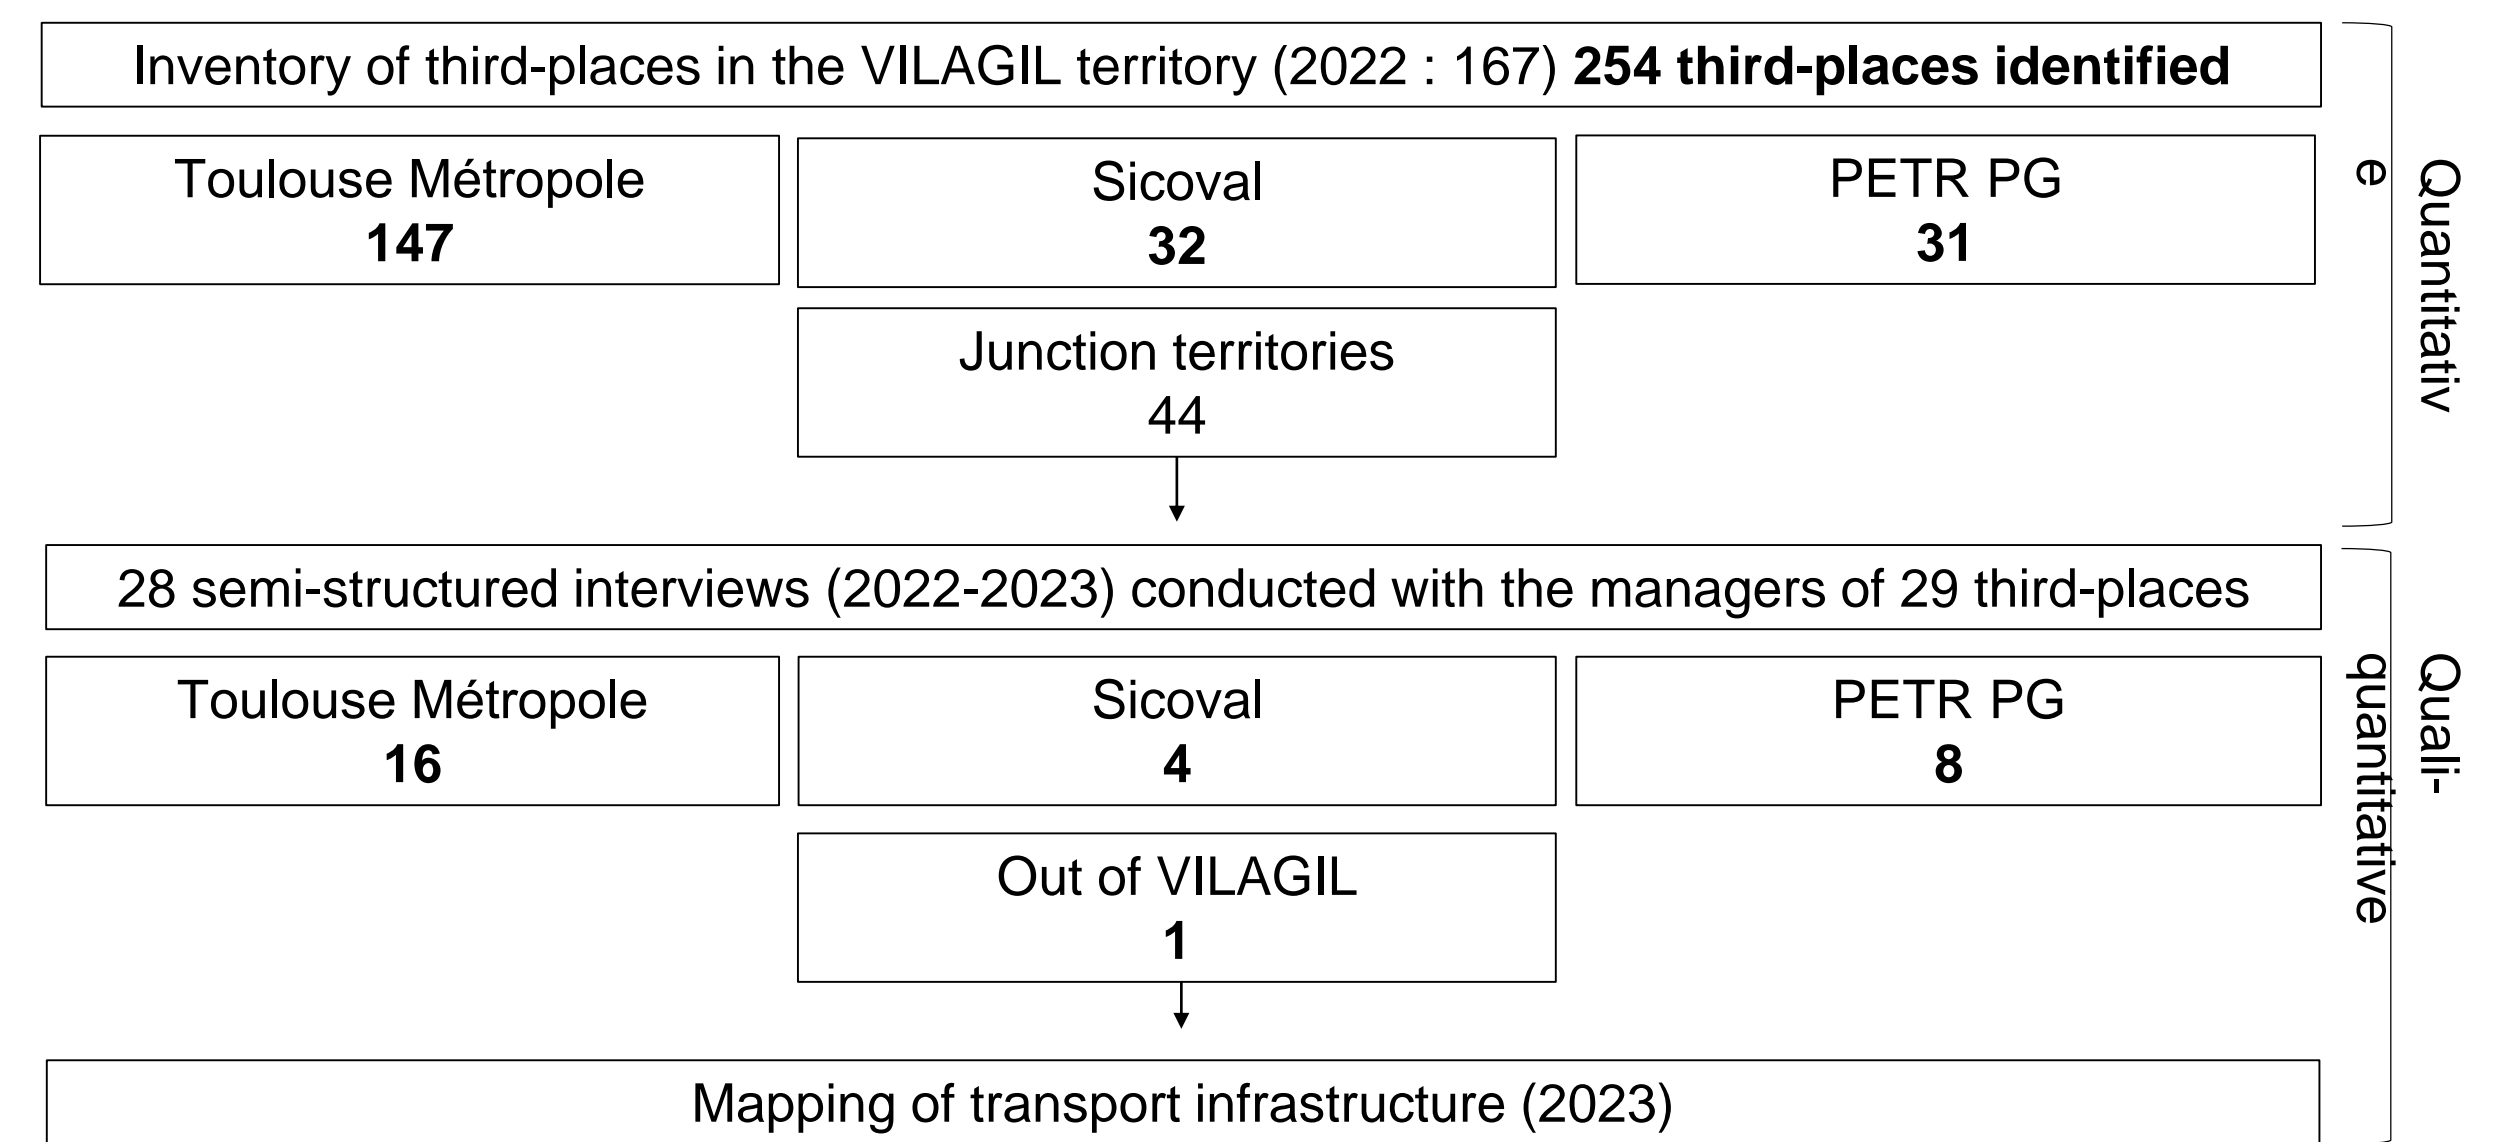 Inventory of third-places in the VILAGIL territory (2022 : 167) 254 third-places identified
Toulouse Métropole
147
Sicoval
32
PETR PG
31
Junction territories
44
Quantitativ
e
28 semi-structured interviews (2022-2023) conducted with the managers of 29 third-places
Toulouse Métropole
16
Sicoval
4
PETR PG
8
Out of VILAGIL
1
Quali-
quantitative
Mapping of transport infrastructure (2023)